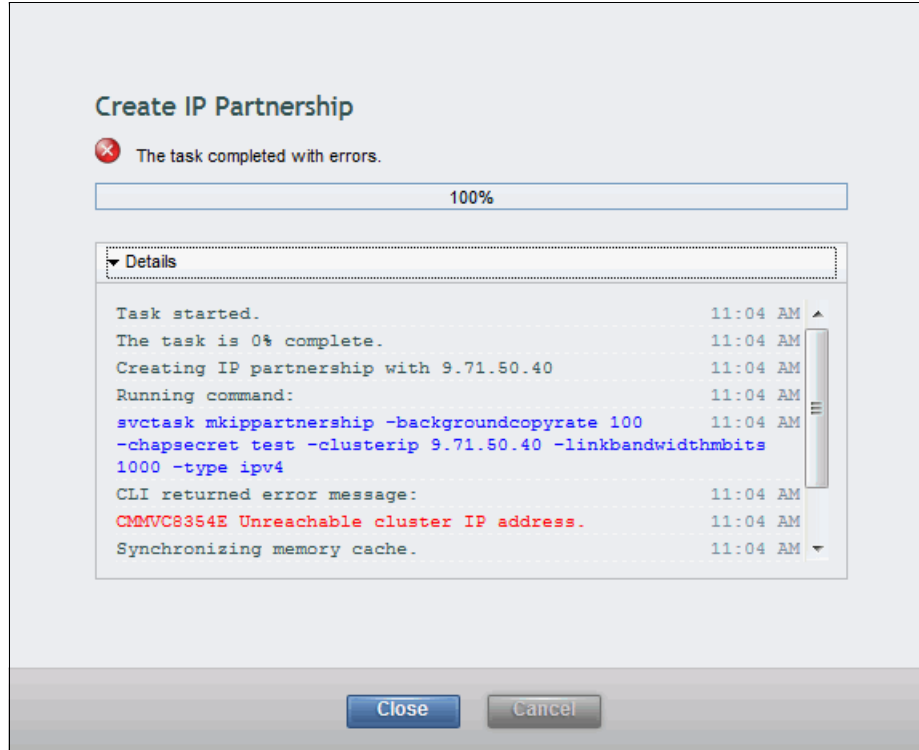 Create IP Partnership
The task completed with errors.
100%
Details
Task started. 11:04 AM
The task is 0% complete. 11:04 AM
Creating IP partnership with 9.71.50.40 11:04 AM
Running command: 11:04 AM
svctask mkippartnership -backgroundcopyrate 100 11:04 AM
-chapsecret test -clusterip 9.71.50.40 -linkbandwidthmbits
1000 -type ipv4
CLI returned error message: 11:04 AM
CMMVC8354E Unreachable cluster IP address. 11:04 AM
Synchronizing memory cache. 11:04 AM
Close Cancel